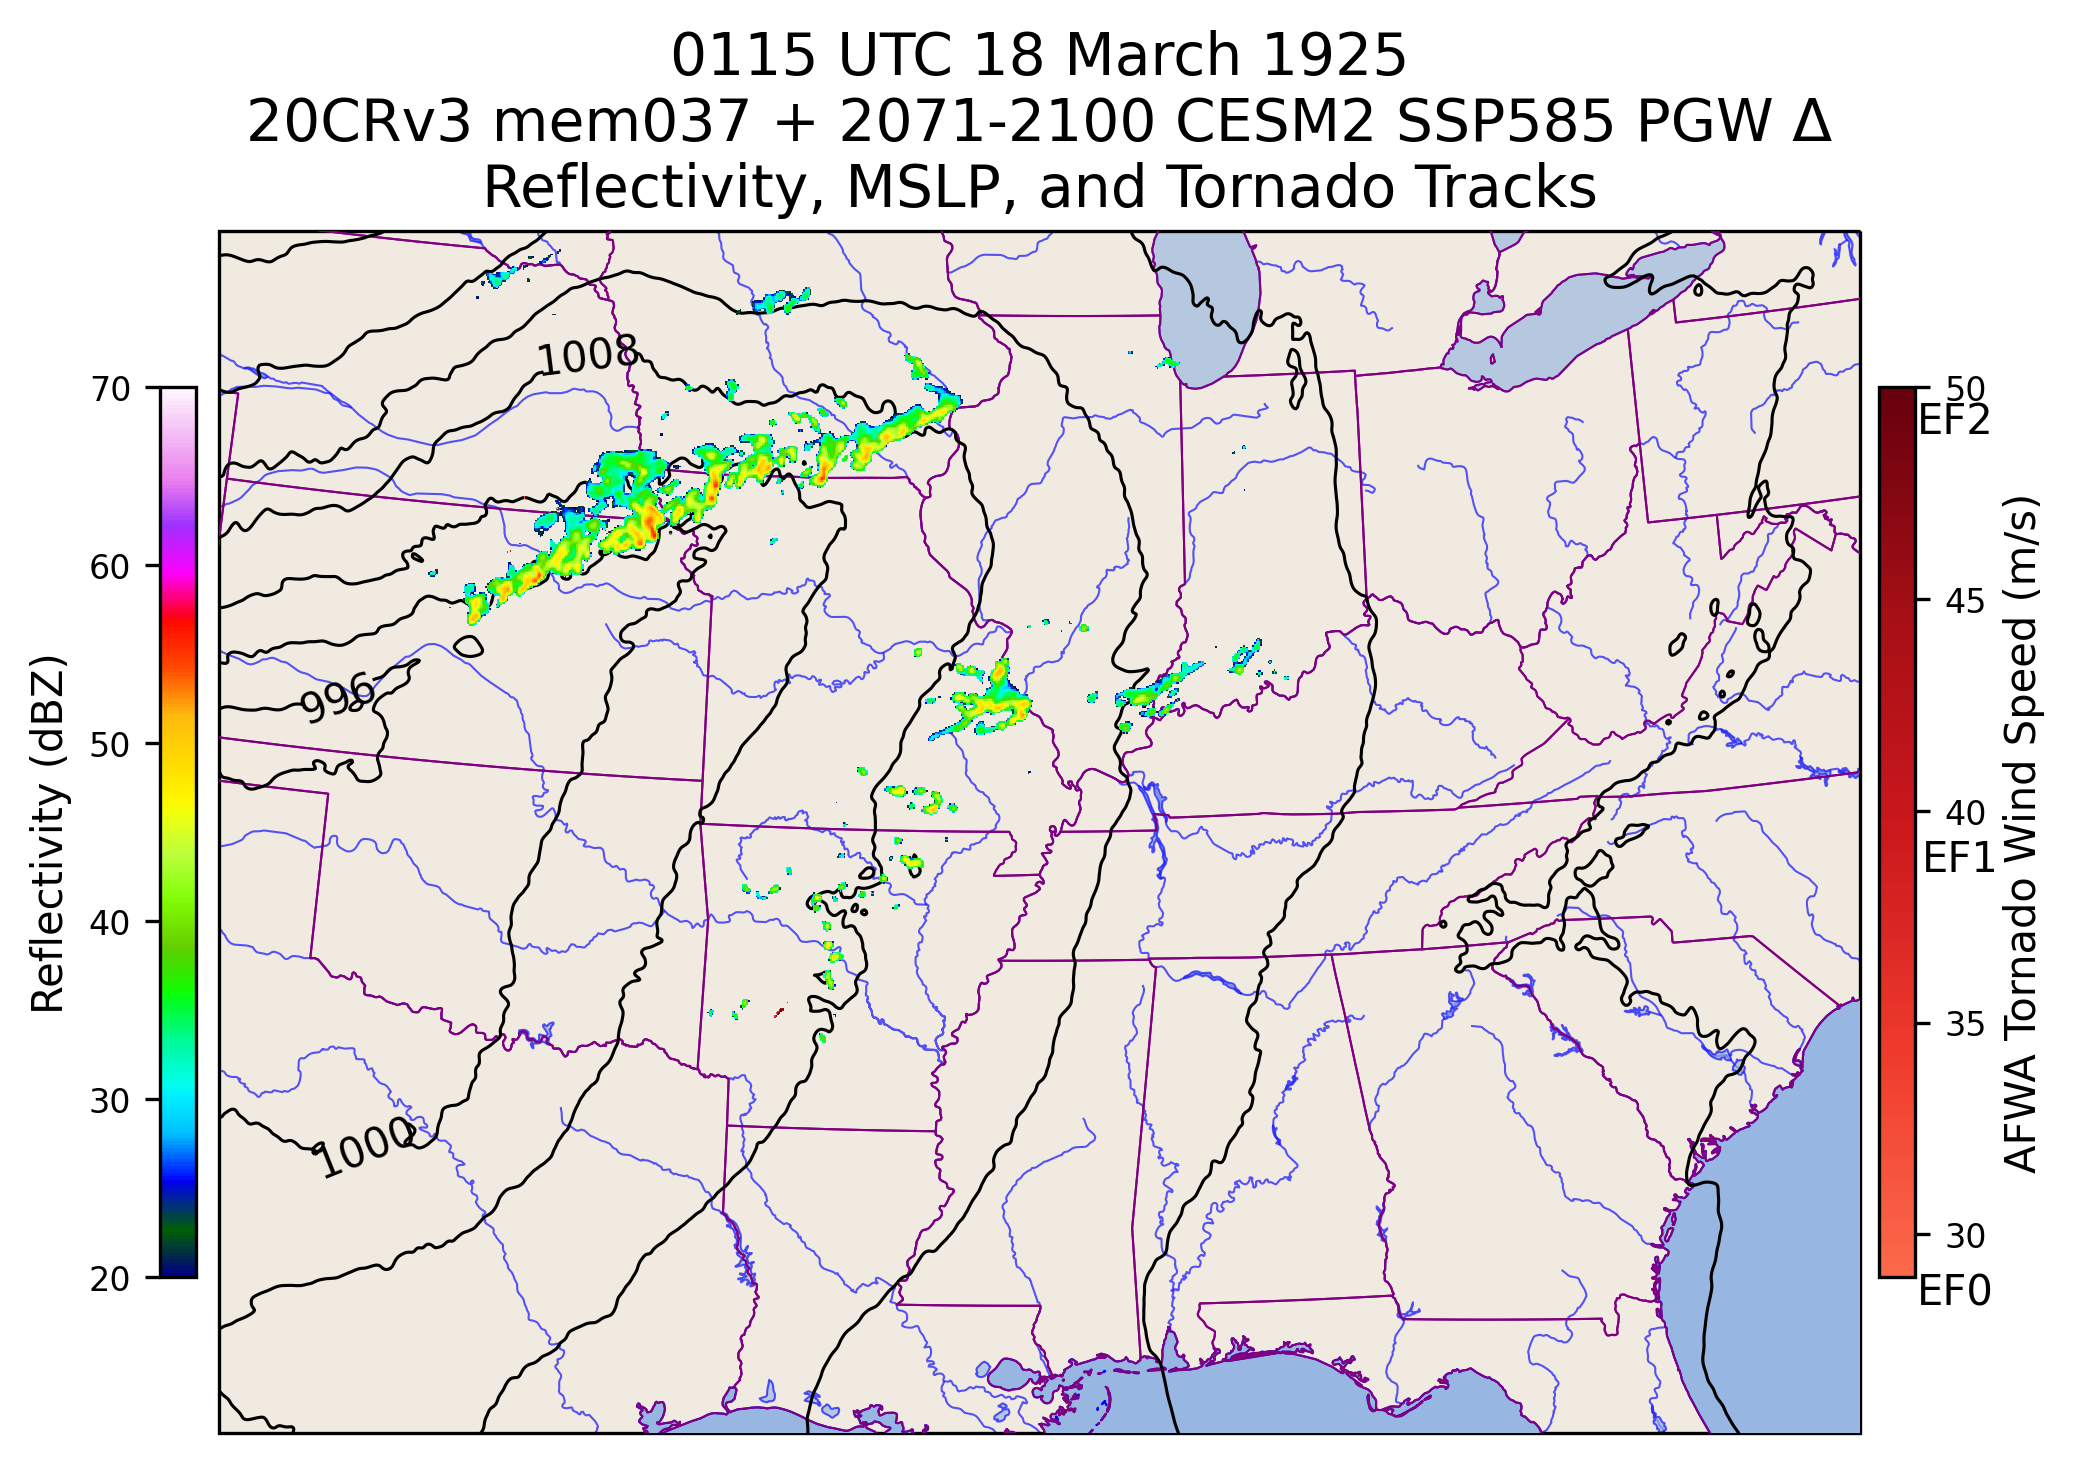 0115 UTC 18 March 1925
20CRv3 mem037 + 2071-2100 CESM2 SSP585 PGW Δ
Reflectivity, MSLP, and Tornado Tracks
1008
996
1000
70
60
50
40
30
20
Reflectivity (dBZ)
50
EF2
45
40
EF1
35
30
EF0
AFWA Tornado Wind Speed (m/s)